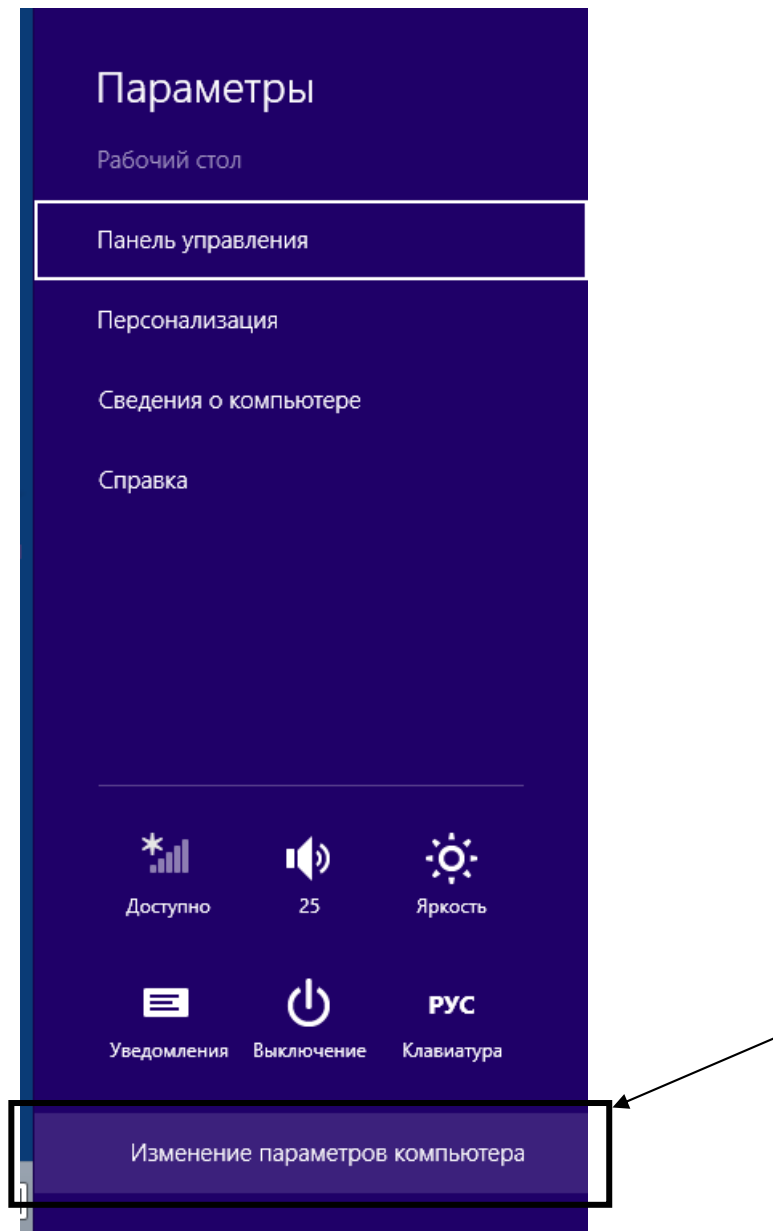 Параметры
Рабочий стол
Панель управления
Персонализация
Сведения о компьютере
Справка
Доступно 25 Яркость
РУС
Уведомления Выключение Клавиатура
Изменение параметров компьютера